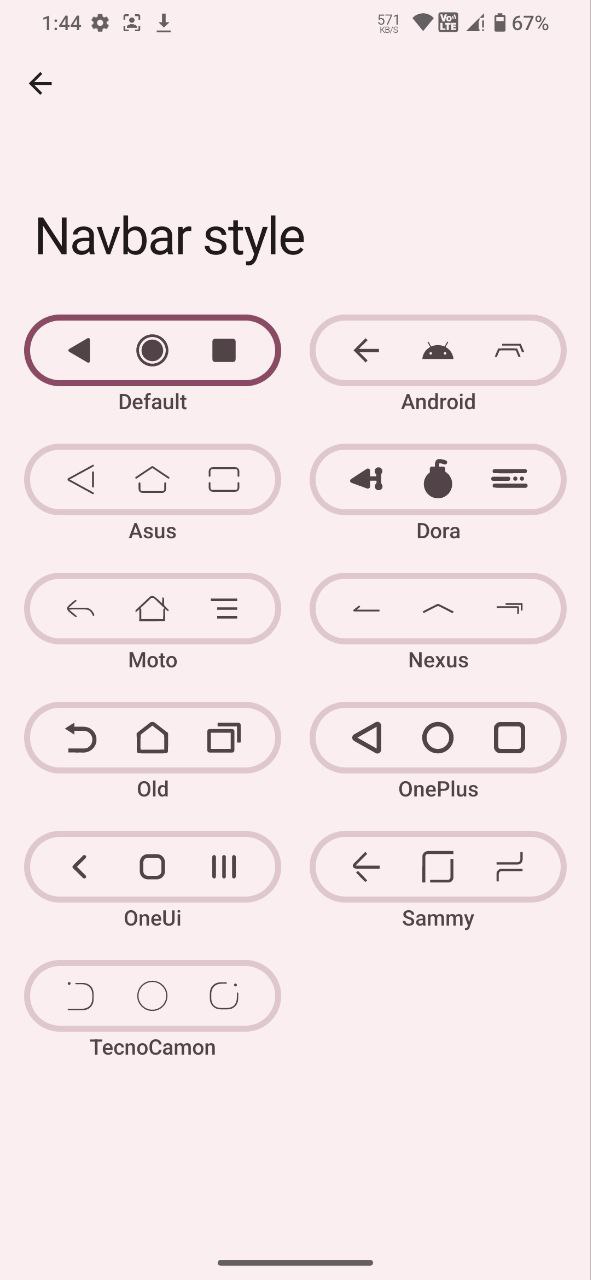 1:44
571
KB/S
Vo
LTE
67%
Navbar style
Default
Android
Asus
Dora
Moto
Nexus
Old
OnePlus
OneUi
Sammy
TecnoCamon